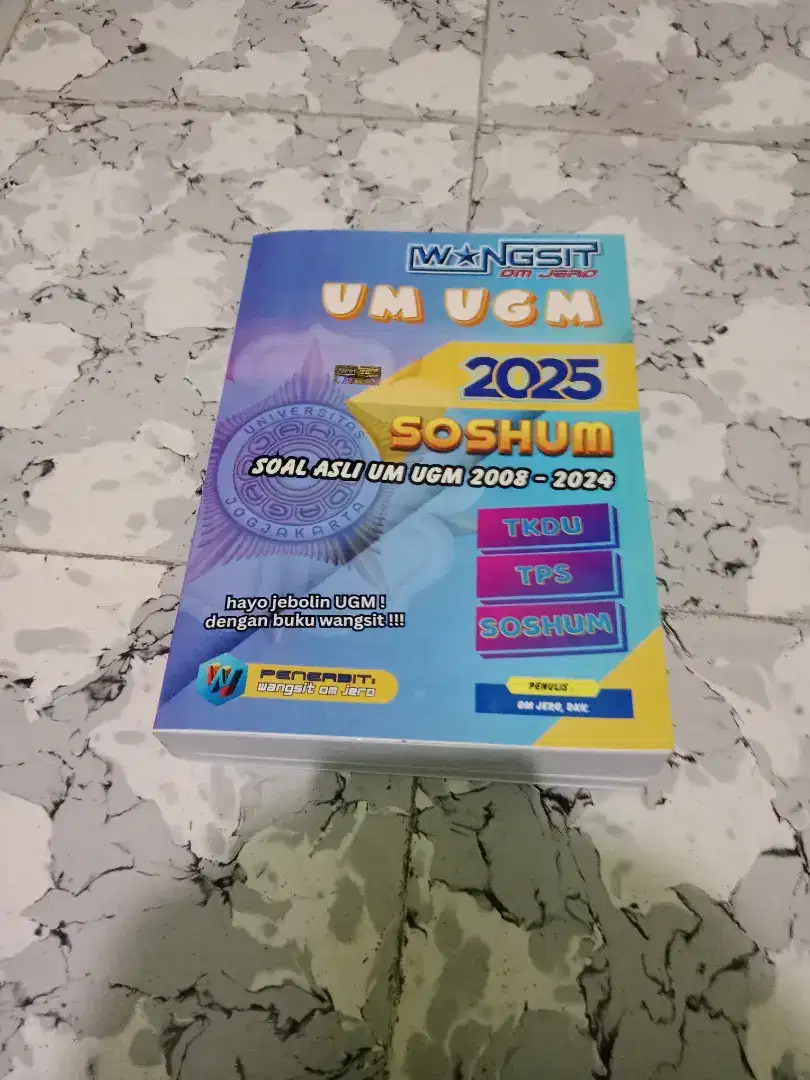 WANGSIT
OM JERO
UM UGM
2025
SOSHUM
SOAL ASLI UM UGM 2008 - 2024
UNIVERSITAS
JOGJAKARTA
TKDU
TPS
SOSHUM
hayo jebolin UGM !
dengan buku wangsit !!!
W
PENERBIT:
wangsit om jero
PENULIS :
OM JERO, DKK.